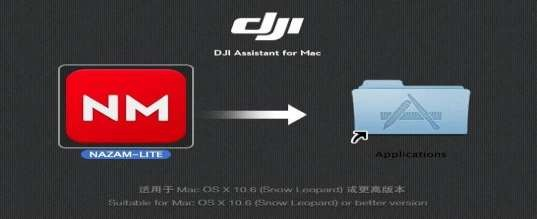 dji
DJI Assistant for Mac
NM
NAZAM-LITE
Applications
适用于 Mac OS X 10.6 (Snow Leopard) 或更高版本
Suitable for Mac OS X 10.6 (Snow Leopard) or better version